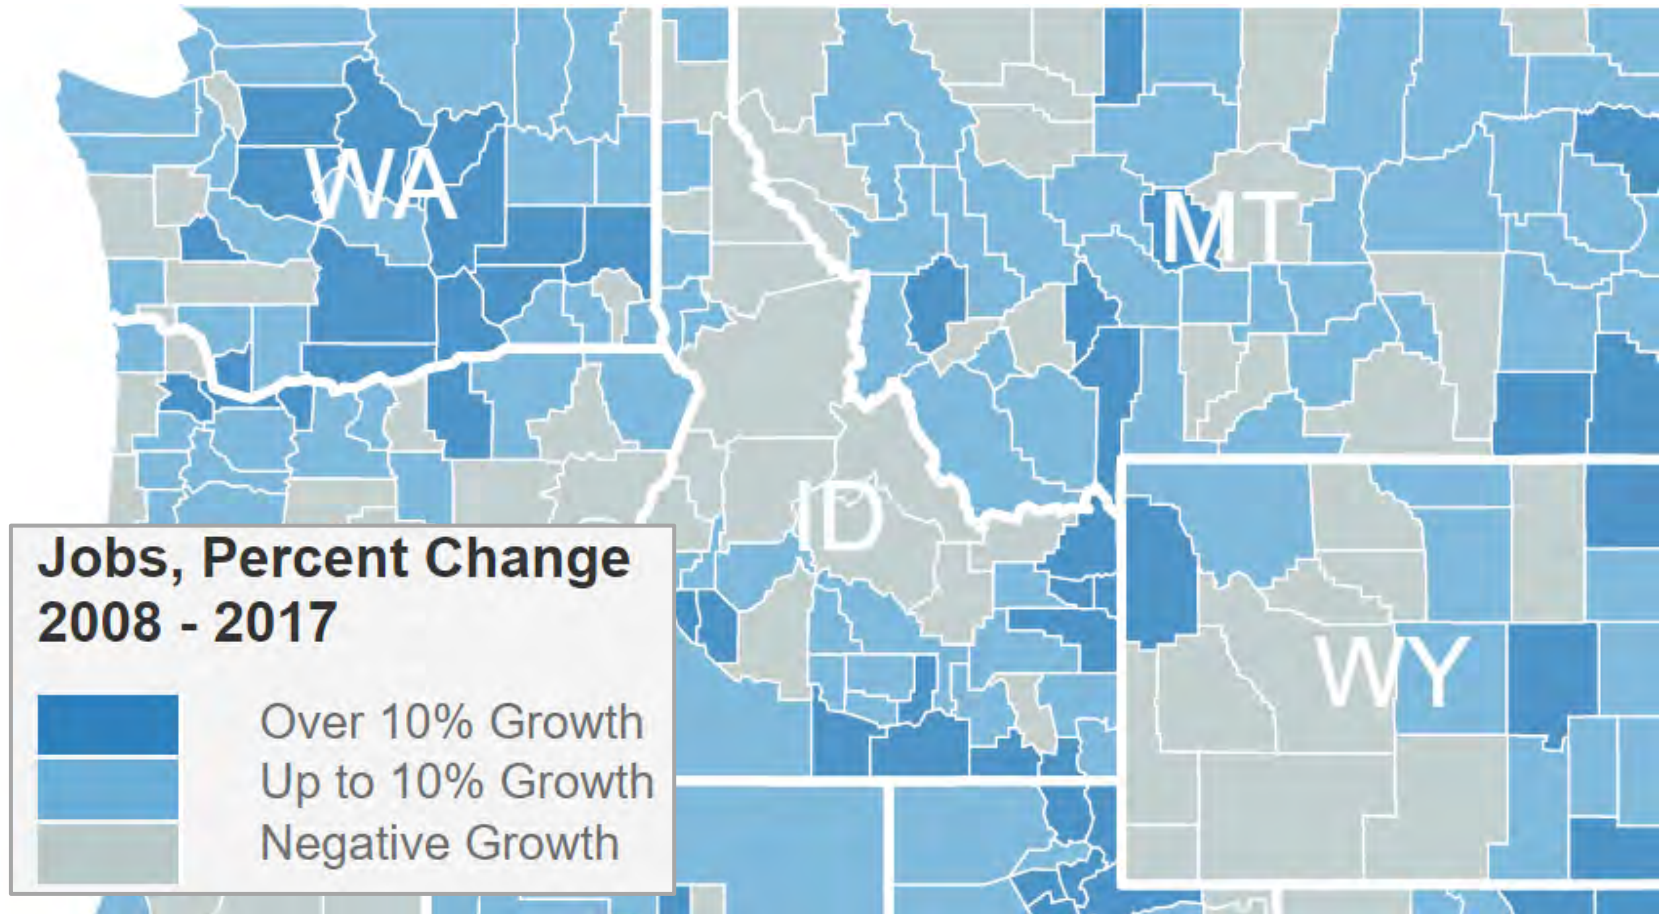 WA
MT
ID
WY
Jobs, Percent Change
2008 - 2017
Over 10% Growth
Up to 10% Growth
Negative Growth